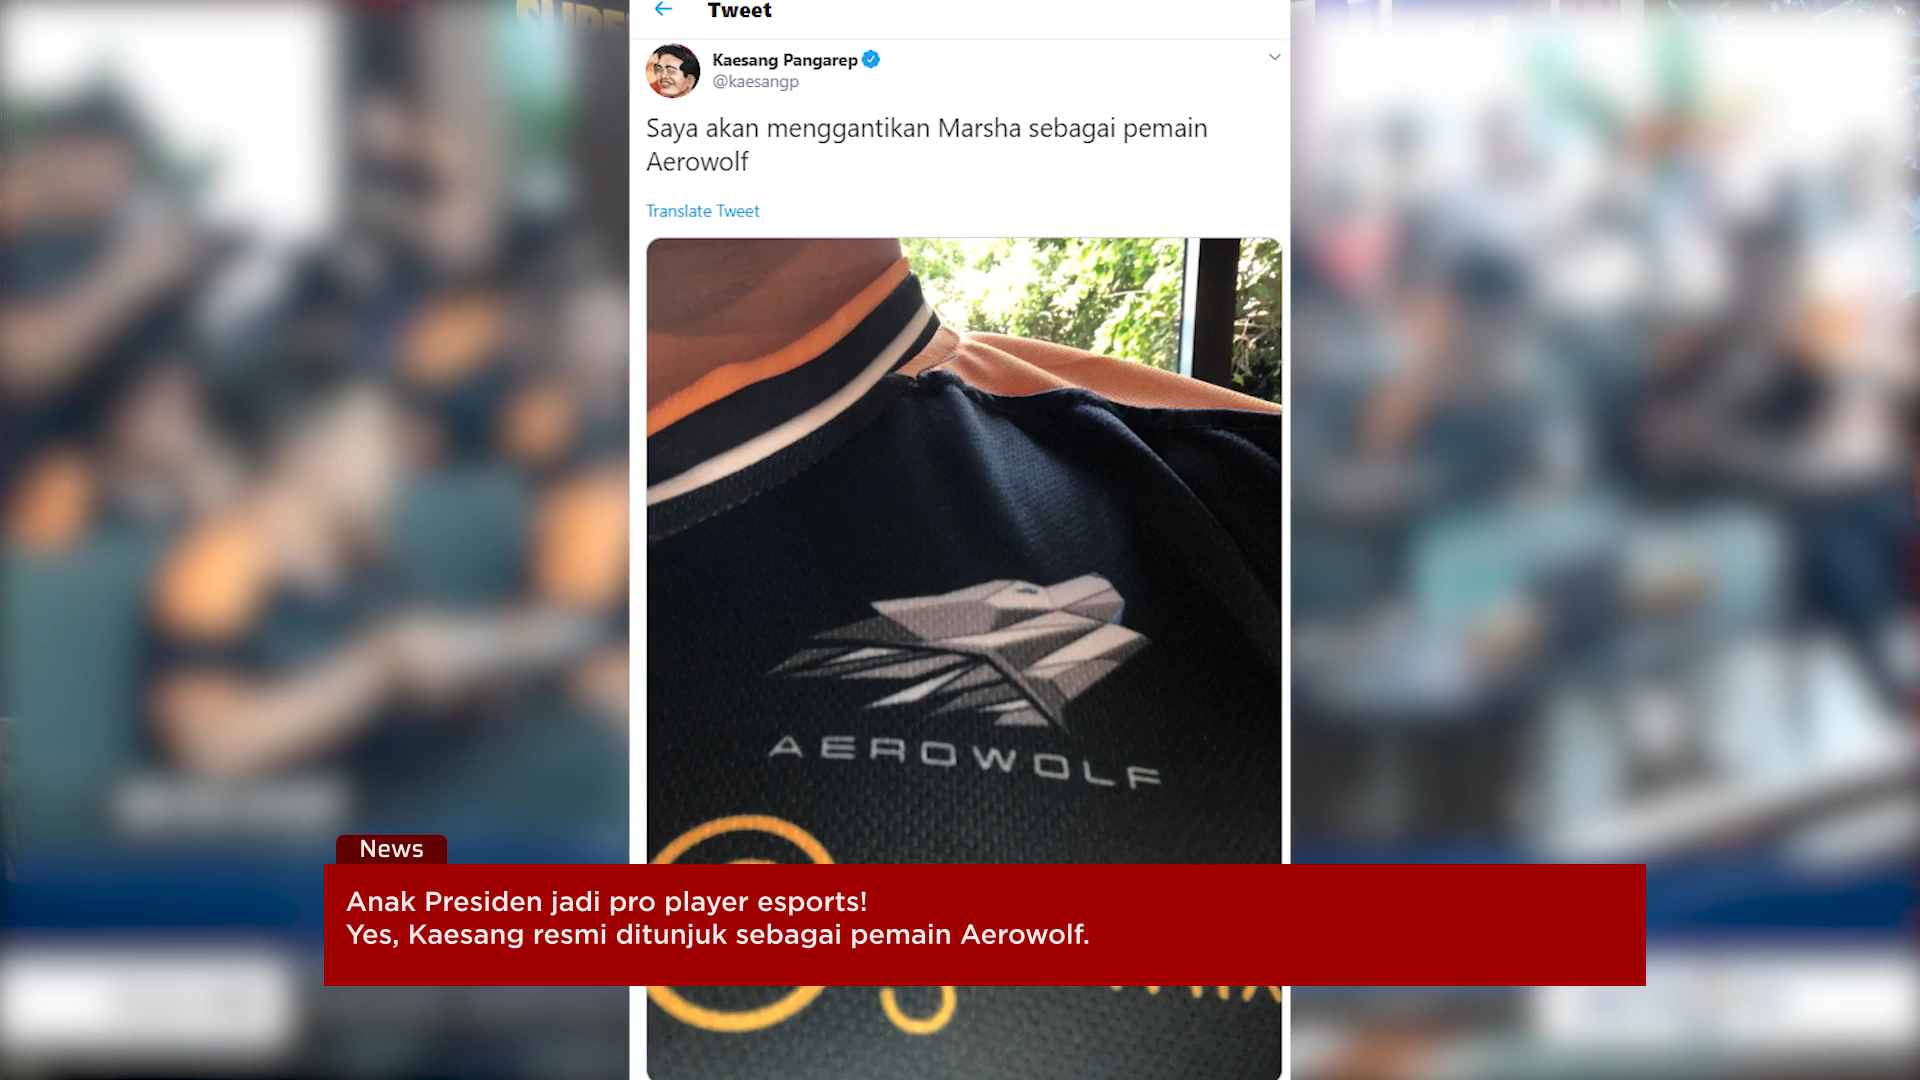 Tweet
Kaesang Pangarep
@kaesangp
Saya akan menggantikan Marsha sebagai pemain
Aerowolf
Translate Tweet
AEROWOLF
News
Anak Presiden jadi pro player esports!
Yes, Kaesang resmi ditunjuk sebagai pemain Aerowolf.